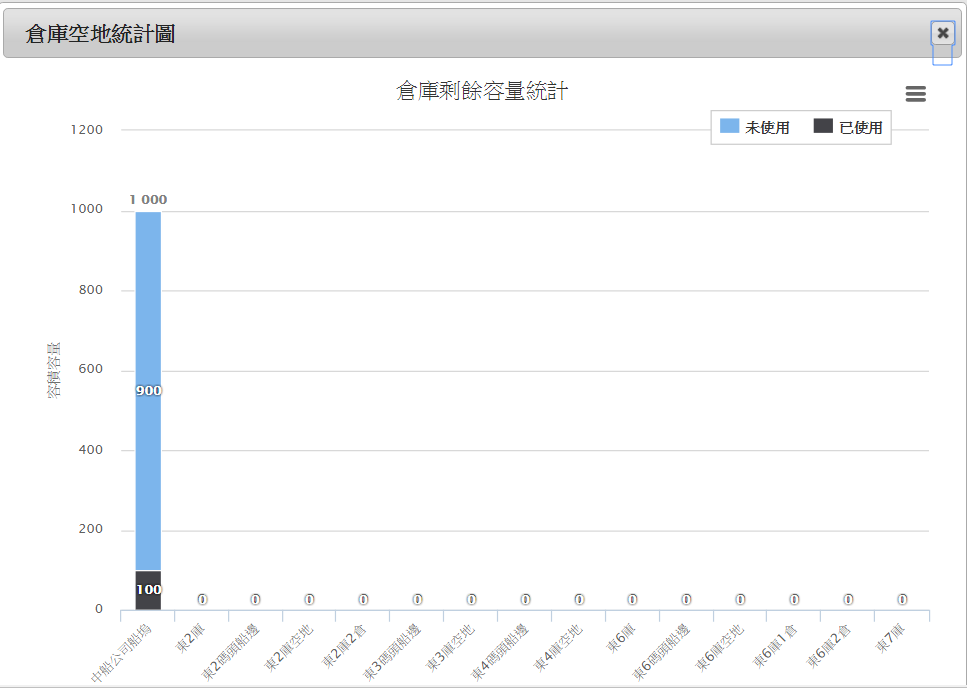 倉庫空地統計圖
倉庫剩餘容量統計
未使用 已使用
容積容量
1200
1000
800
600
400
200
0
1 000
900
100
0 0 0 0 0 0 0 0 0 0 0 0 0 0
中船公司船塢
東2庫
東2碼頭船邊
東2庫空地
東2庫2倉
東3碼頭船邊
東3庫空地
東4碼頭船邊
東4庫空地
東6庫
東6碼頭船邊
東6庫空地
東6庫1倉
東6庫2倉
東7庫